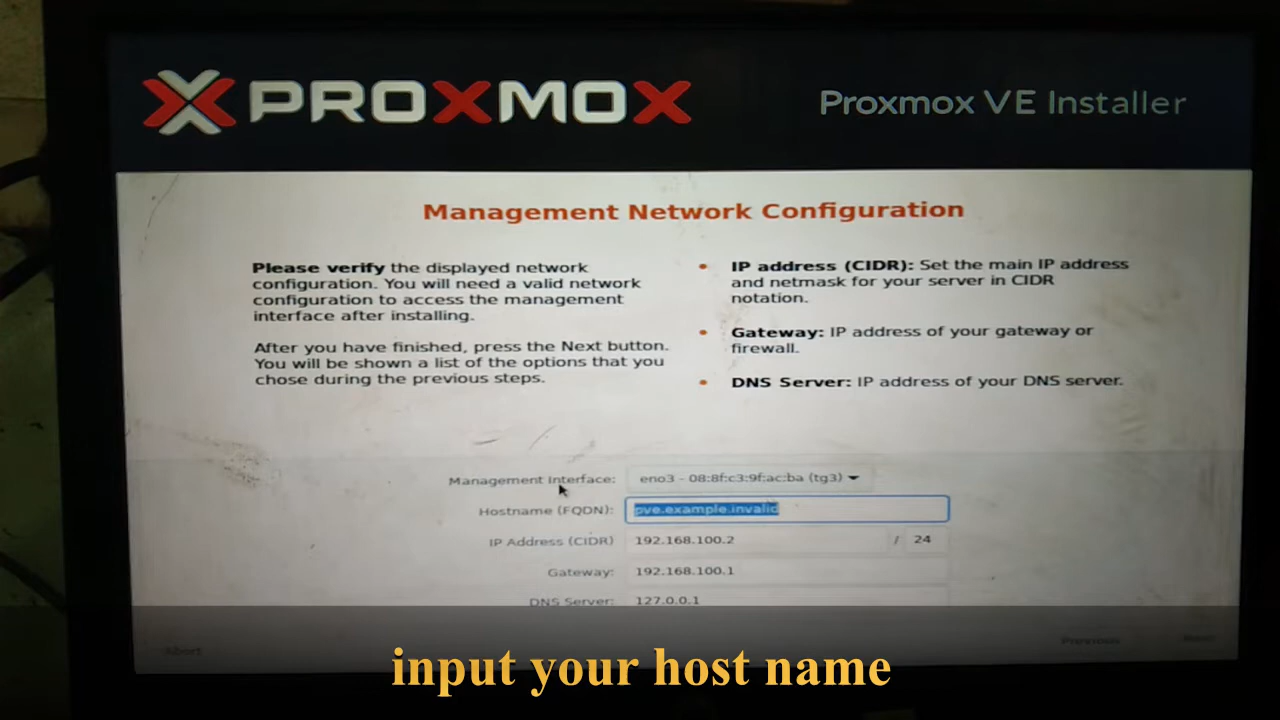 PROXMOX
Proxmox VE Installer
Management Network Configuration
Please verify the displayed network
configuration. You will need a valid network
configuration to access the management
interface after installing.
After you have finished, press the Next button.
You will be shown a list of the options that you
chose during the previous steps.
• IP address (CIDR): Set the main IP address
and netmask for your server in CIDR
notation.
• Gateway: IP address of your gateway or
firewall.
• DNS Server: IP address of your DNS server.
Management Interface: eno3 - 08:8f:c3:9f:ac:ba (tg3)
Hostname (FQDN): pve.example.invalid
IP Address (CIDR) 192.168.100.2 / 24
Gateway: 192.168.100.1
DNS Server: 127.0.0.1
Abort Previous Next
input your host name